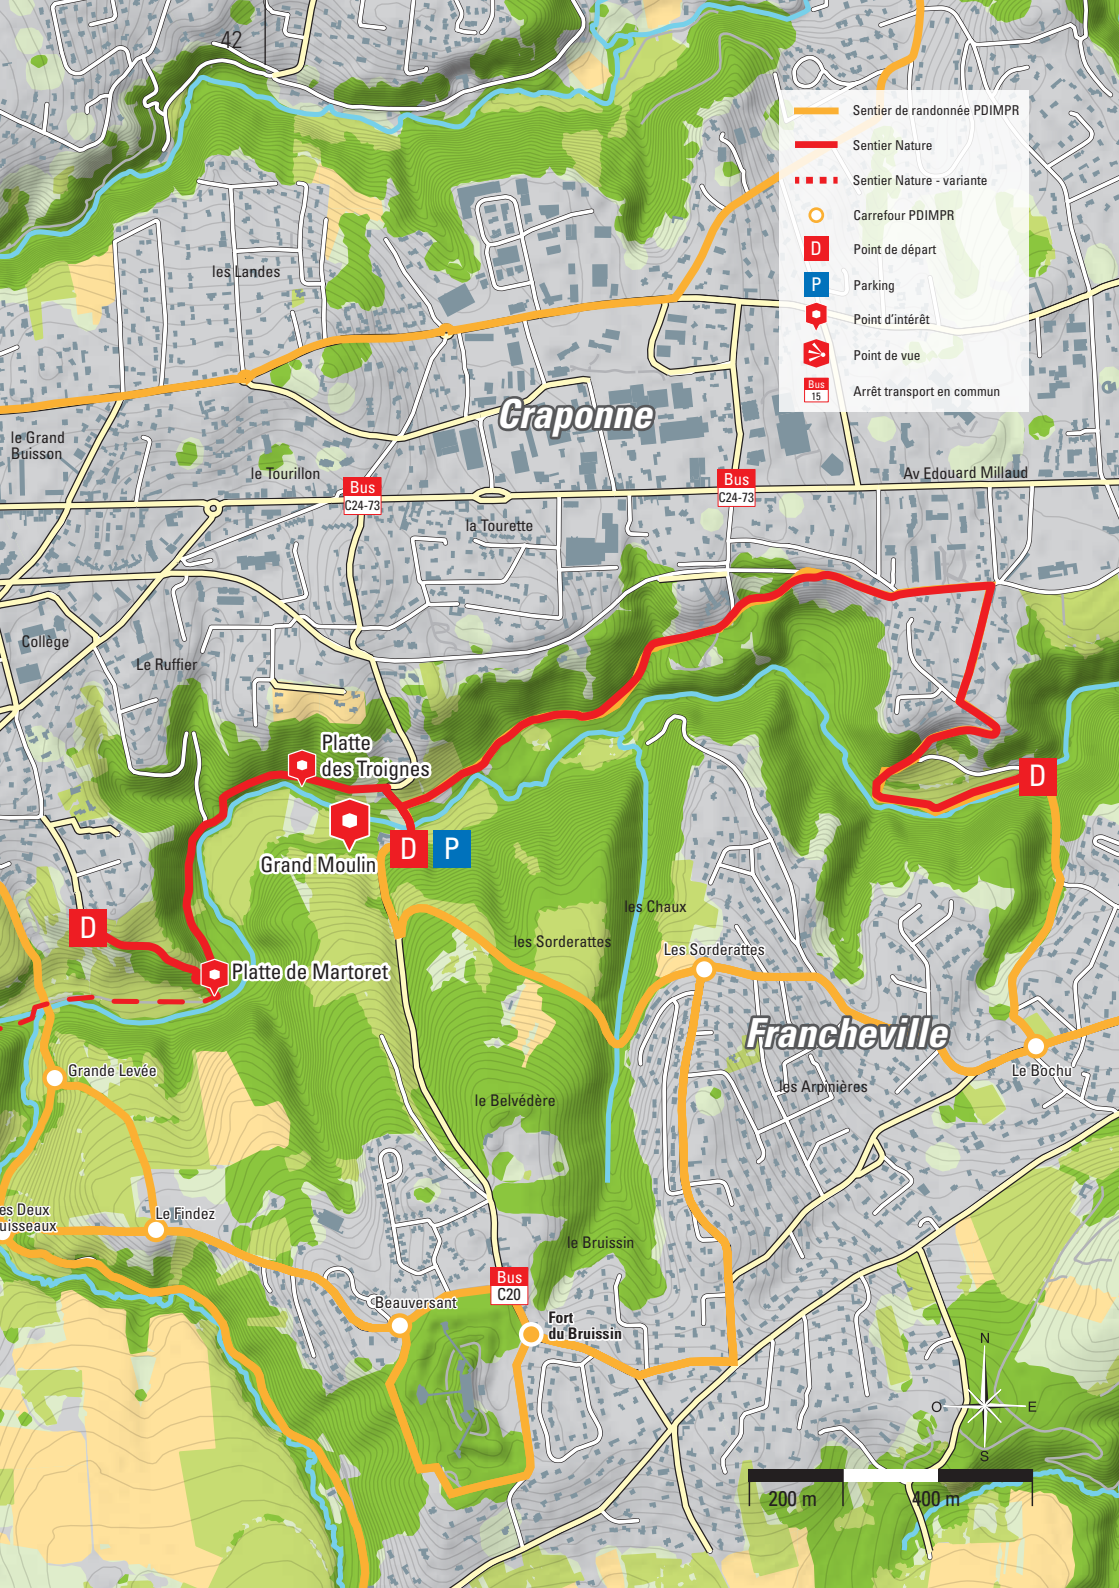 42
Sentier de randonnée PDIMPR
Sentier Nature
Sentier Nature - variante
Carrefour PDIMPR
D
Point de départ
P
Parking
Point d'intérêt
Point de vue
Bus
15
Arrêt transport en commun
les Landes
Craponne
le Grand
Buisson
le Tourillon
Av Edouard Millaud
Bus
C24-73
Bus
C24-73
la Tourette
Collège
Le Ruffier
Platte
des Troignes
D
Grand Moulin
D
P
les Chaux
D
les Sorderattes
Les Sorderattes
Platte de Martoret
Francheville
Grande Levée
Le Bochu
les Arpinières
le Belvédère
es Deux
uisseaux
Le Findez
le Bruissin
Bus
C20
Beauversant
Fort
du Bruissin
N
O
E
S
200 m
400 m